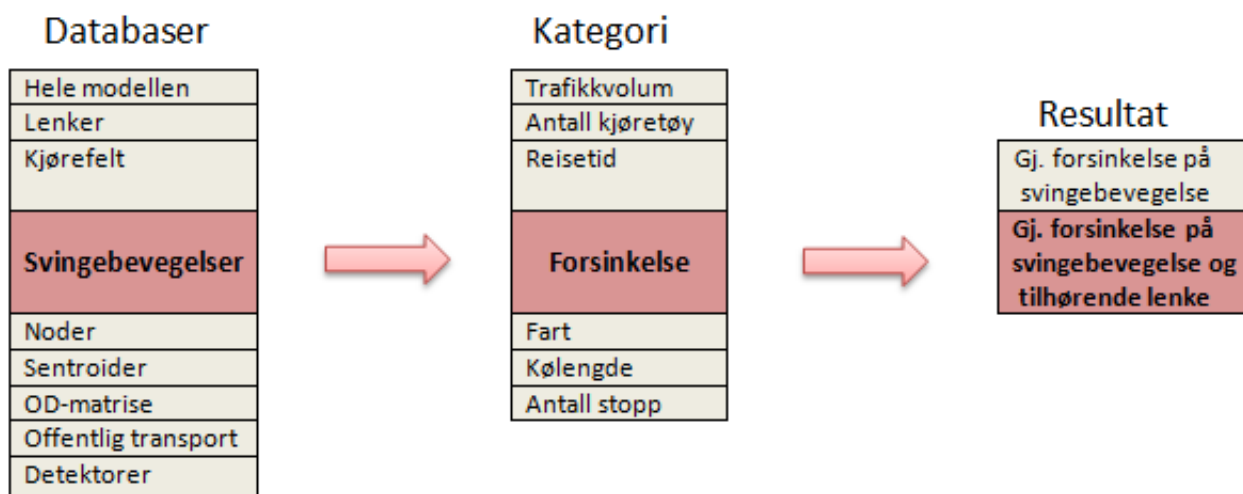 Databaser
Hele modellen
Lenker
Kjørefelt
Svingebevegelser
Noder
Sentroider
OD-matrise
Offentlig transport
Detektorer
Kategori
Trafikkvolum
Antall kjøretøy
Reisetid
Forsinkelse
Fart
Kølengde
Antall stopp
Resultat
Gj. forsinkelse på
svingebevegelse
Gj. forsinkelse på
svingebevegelse og
tilhørende lenke